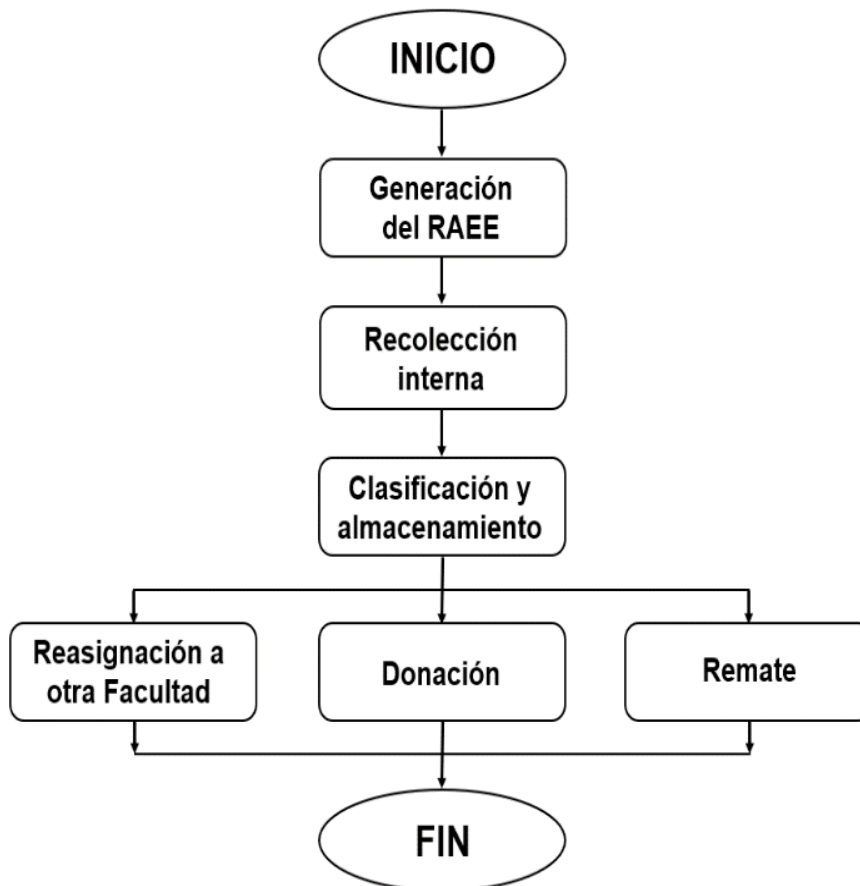 INICIO
Generación
del RAEE
Recolección
interna
Clasificación y
almacenamiento
Reasignación a
otra Facultad
Donación
Remate
FIN